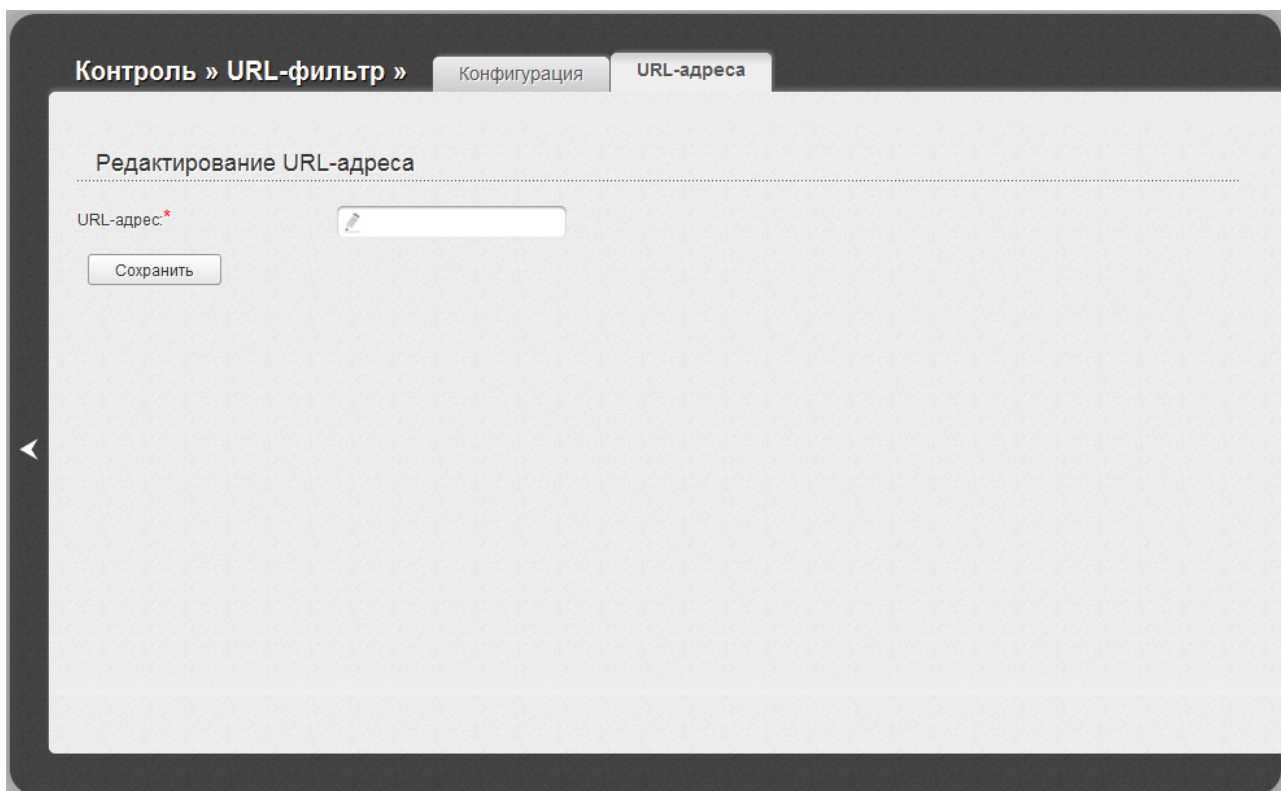 Контроль » URL-фильтр » Конфигурация URL-адреса
Редактирование URL-адреса
URL-адрес:*
Сохранить